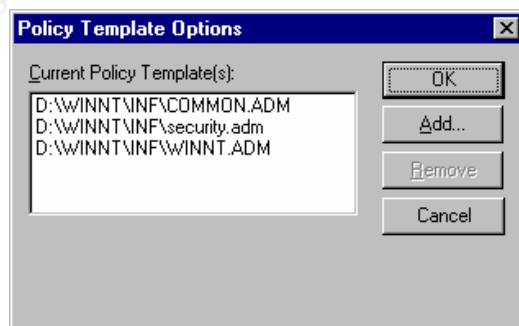 Policy Template Options
Current Policy Template(s):
D:\WINNT\INF\COMMON.ADM
D:\WINNT\INF\security.adm
D:\WINNT\INF\WINNT.ADM
OK
Add...
Remove
Cancel